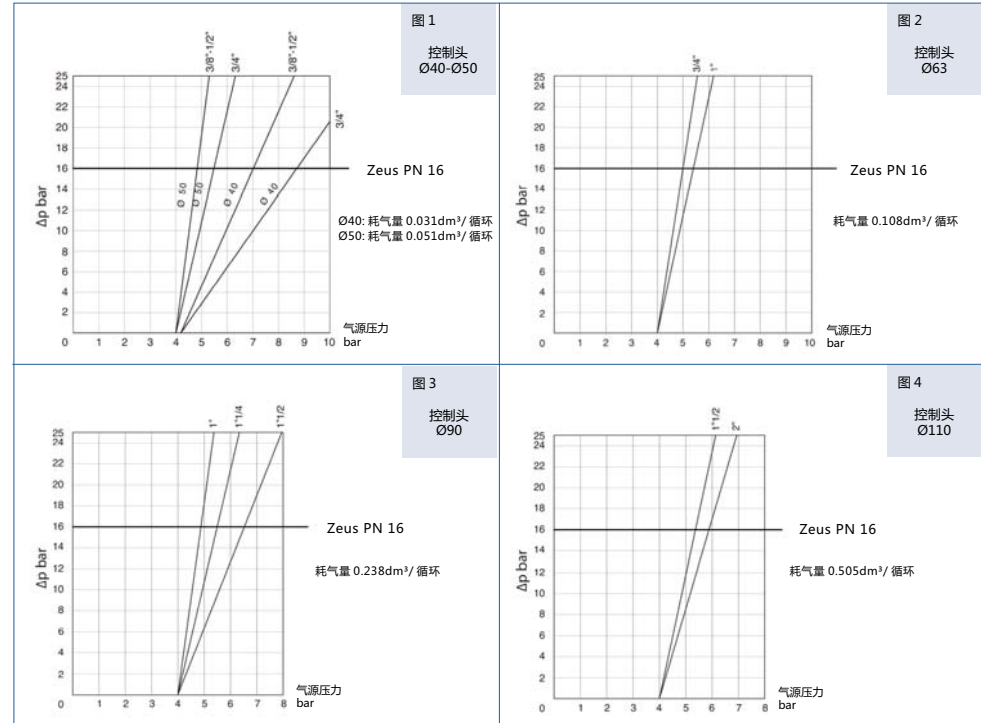 图 1
控制头
Ø40-Ø50
3/8"-1/2"
3/4"
3/8"-1/2"
3/4"
25
24
22
20
18
16
14
12
10
8
6
4
2
0 1 2 3 4 5 6 7 8 9 10
Δp bar
Ø 50
Ø 50
Ø 40
Ø 40
Zeus PN 16
Ø40: 耗气量 0.031dm³/ 循环
Ø50: 耗气量 0.051dm³/ 循环
气源压力
bar
图 2
控制头
Ø63
3/4"
1"
25
24
22
20
18
16
14
12
10
8
6
4
2
0 1 2 3 4 5 6 7 8 9 10
Δp bar
Zeus PN 16
耗气量 0.108dm³/ 循环
气源压力
bar
图 3
控制头
Ø90
1"
1"1/4
1"1/2
25
24
22
20
18
16
14
12
10
8
6
4
2
0 1 2 3 4 5 6 7 8
Δp bar
Zeus PN 16
耗气量 0.238dm³/ 循环
气源压力
bar
图 4
控制头
Ø110
1"1/2
2"
25
24
22
20
18
16
14
12
10
8
6
4
2
0 1 2 3 4 5 6 7 8
Δp bar
Zeus PN 16
耗气量 0.505dm³/ 循环
气源压力
bar